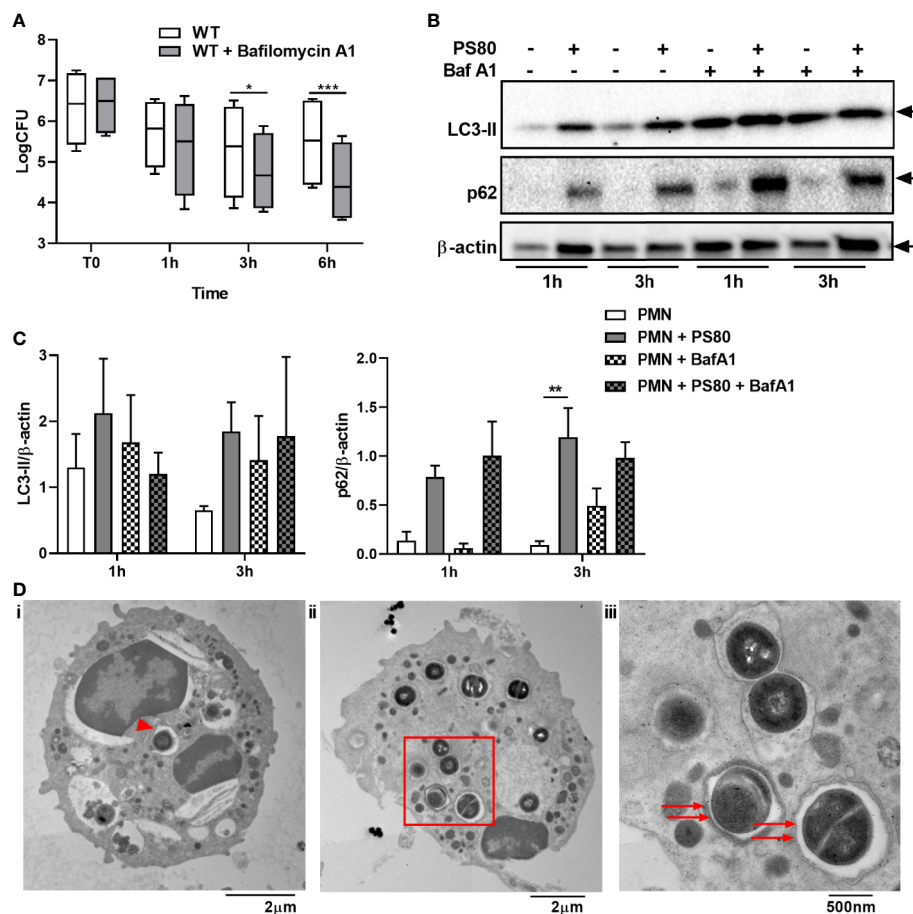 A
WT
WT + Bafilomycin A1
LogCFU
7
6
5
4
3
* ***
T0 1h 3h 6h
Time
B
PS80 - + - + - + - +
Baf A1 - - - - + + + +
LC3-II
p62
β-actin
1h 3h 1h 3h
C
PMN
PMN + PS80
PMN + BafA1
PMN + PS80 + BafA1
LC3-II/β-actin
3
2
1
0
1h 3h
p62/β-actin
2.0
1.5
1.0
0.5
0.0
**
1h 3h
D
i ii iii
2μm 2μm 500nm